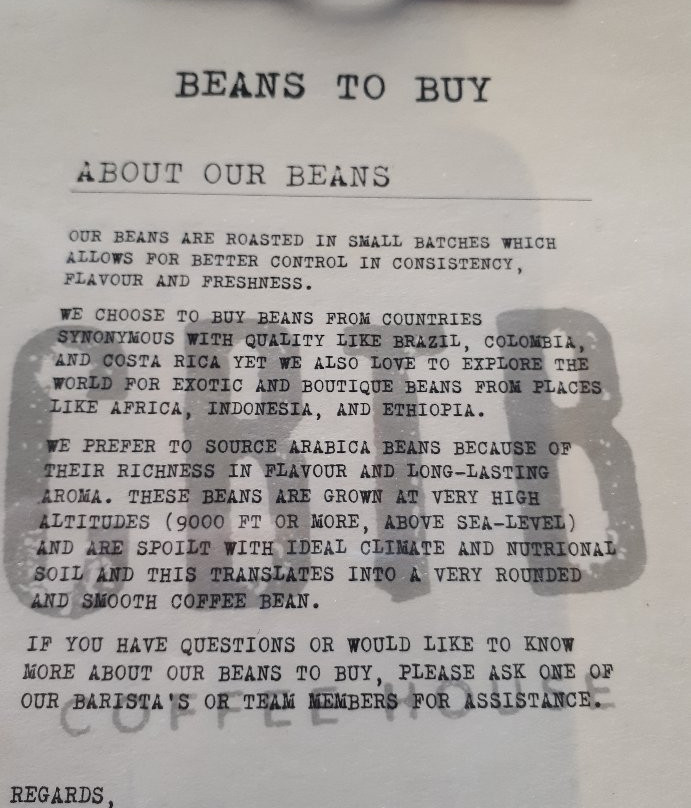 BEANS TO BUY
ABOUT OUR BEANS
OUR BEANS ARE ROASTED IN SMALL BATCHES WHICH
ALLOWS FOR BETTER CONTROL IN CONSISTENCY,
FLAVOUR AND FRESHNESS.
WE CHOOSE TO BUY BEANS FROM COUNTRIES
SYNONYMOUS WITH QUALITY LIKE BRAZIL, COLOMBIA,
AND COSTA RICA YET WE ALSO LOVE TO EXPLORE THE
WORLD FOR EXOTIC AND BOUTIQUE BEANS FROM PLACES
LIKE AFRICA, INDONESIA, AND ETHIOPIA.
WE PREFER TO SOURCE ARABICA BEANS BECAUSE OF
THEIR RICHNESS IN FLAVOUR AND LONG-LASTING
AROMA. THESE BEANS ARE GROWN AT VERY HIGH
ALTITUDES (9000 FT OR MORE, ABOVE SEA-LEVEL)
AND ARE SPOILT WITH IDEAL CLIMATE AND NUTRIONAL
SOIL AND THIS TRANSLATES INTO A VERY ROUNDED
AND SMOOTH COFFEE BEAN.
IF YOU HAVE QUESTIONS OR WOULD LIKE TO KNOW
MORE ABOUT OUR BEANS TO BUY, PLEASE ASK ONE OF
OUR BARISTA'S OR TEAM MEMBERS FOR ASSISTANCE.
REGARDS,
CRTB
COFFEE HOUSE